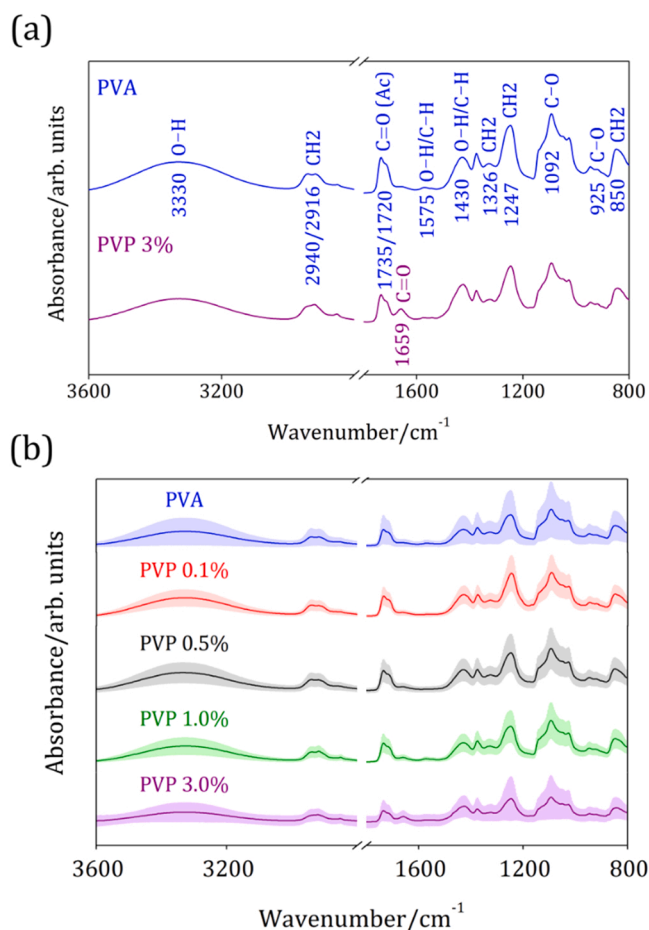 (a)
PVA
3330 O–H
2940/2916 CH2
1735/1720 C=O (Ac)
1575 O–H/C–H
1430 O–H/C–H
1326 CH2
1247 CH2
1092 C–O
925 C–O
850 CH2
PVP 3%
1659 C=O
Absorbance/arb. units
3600 3200 1600 1200 800
Wavenumber/cm⁻¹
(b)
PVA
PVP 0.1%
PVP 0.5%
PVP 1.0%
PVP 3.0%
Absorbance/arb. units
3600 3200 1600 1200 800
Wavenumber/cm⁻¹